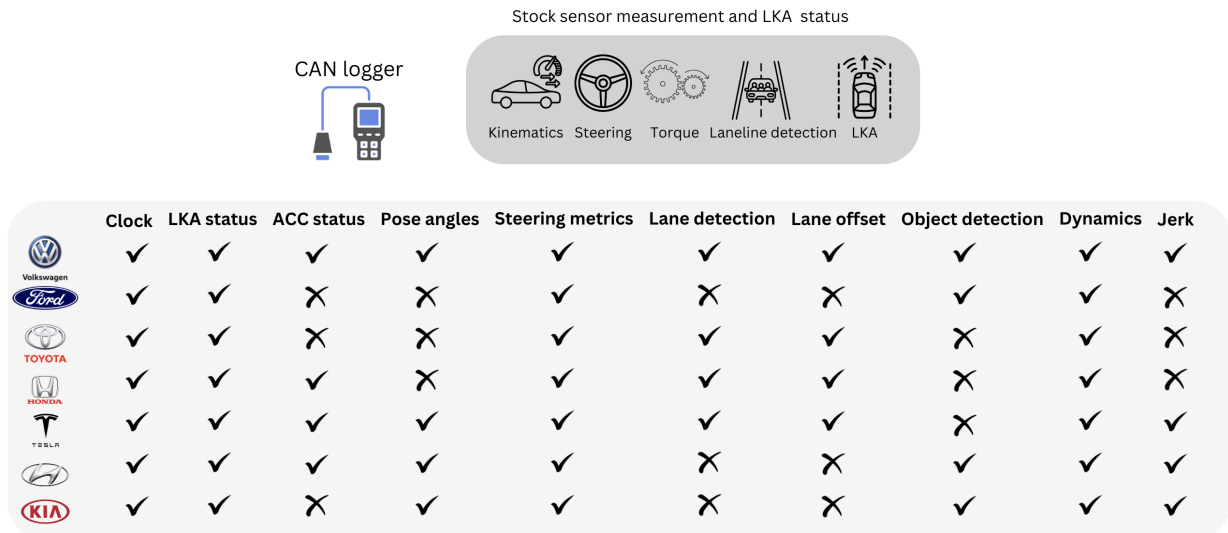 Stock sensor measurement and LKA status
CAN logger
Kinematics Steering Torque Laneline detection LKA
Clock LKA status ACC status Pose angles Steering metrics Lane detection Lane offset Object detection Dynamics Jerk
Volkswagen
Ford
TOYOTA
HONDA
TESLA
KIA